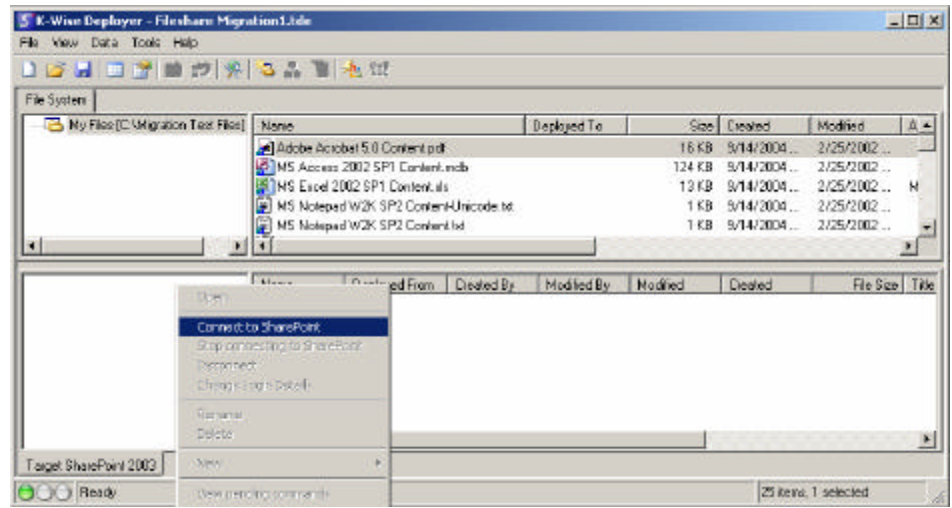 K-Wise Deployer - Fileshare Migration1.tde
File View Data Tools Help
File System
My Files [C:\Migration Text Files]
Name Deployed To Size Created Modified A
Adobe Acrobat 5.0 Content.pdf 16 KB 9/14/2004 ... 2/25/2002 ...
MS Access 2002 SP1 Content.mdb 124 KB 9/14/2004 ... 2/25/2002 ...
MS Excel 2002 SP1 Content.xls 13 KB 9/14/2004 ... 2/25/2002 ... M
MS Notepad W2K SP2 Content-Unicode.txt 1 KB 9/14/2004 ... 2/25/2002 ...
MS Notepad W2K SP2 Content.txt 1 KB 9/14/2004 ... 2/25/2002 ...
Name Deployed From Created By Modified By Modified Created File Size Title
Open
Connect to SharePoint
Stop connecting to SharePoint
Disconnect
Change Login Details
Rename
Delete
New
View pending commands
Target SharePoint 2003
Ready 25 items, 1 selected